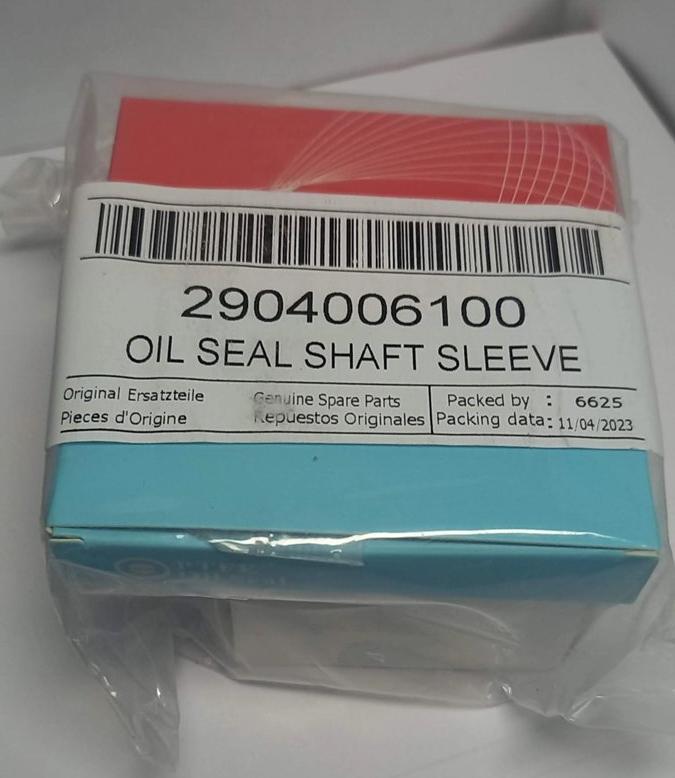 2904006100
OIL SEAL SHAFT SLEEVE
Original Ersatzteile Genuine Spare Parts
Pieces d'Origine Repuestos Originales
Packed by : 6625
Packing data: 11/04/2023